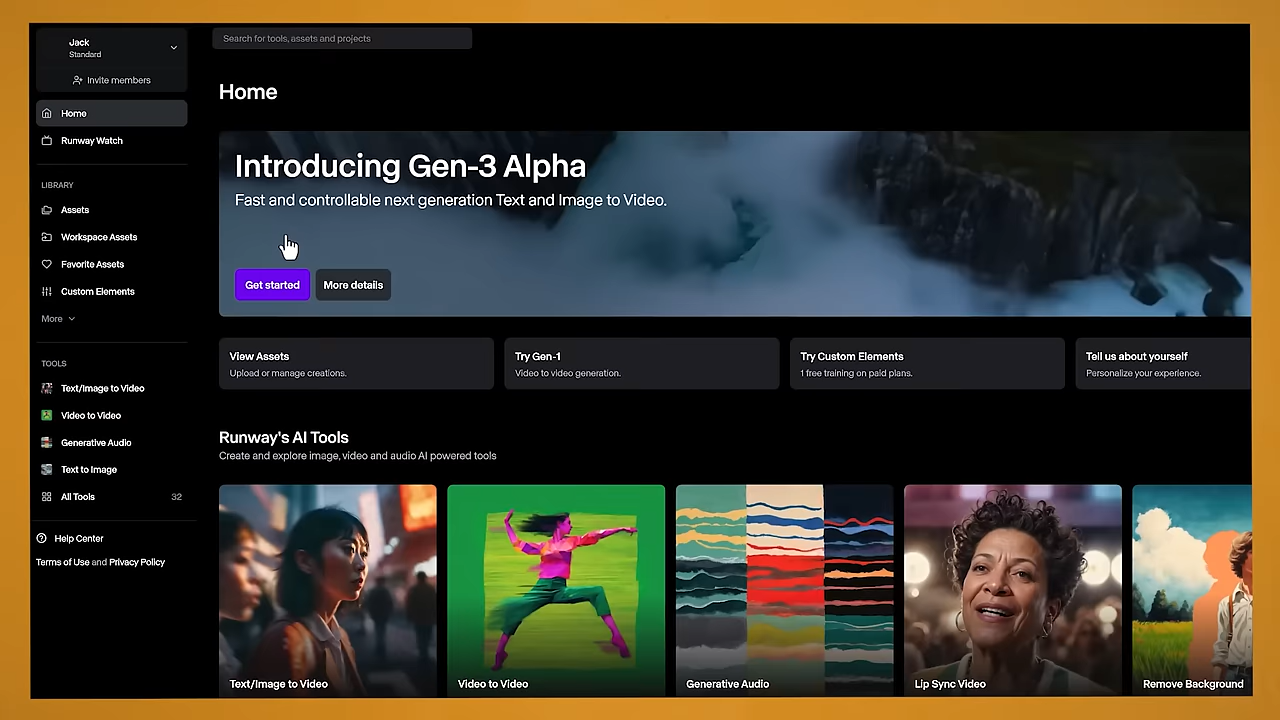 Jack
Standard
Invite members
Home
Runway Watch
LIBRARY
Assets
Workspace Assets
Favorite Assets
Custom Elements
More
TOOLS
Text/Image to Video
Video to Video
Generative Audio
Text to Image
All Tools 32
Help Center
Terms of Use and Privacy Policy
Search for tools, assets and projects
Home
Introducing Gen-3 Alpha
Fast and controllable next generation Text and Image to Video.
Get started More details
View Assets
Upload or manage creations.
Try Gen-1
Video to video generation.
Try Custom Elements
1 free training on paid plans.
Tell us about yourself
Personalize your experience.
Runway's AI Tools
Create and explore image, video and audio AI powered tools
Text/Image to Video
Video to Video
Generative Audio
Lip Sync Video
Remove Background